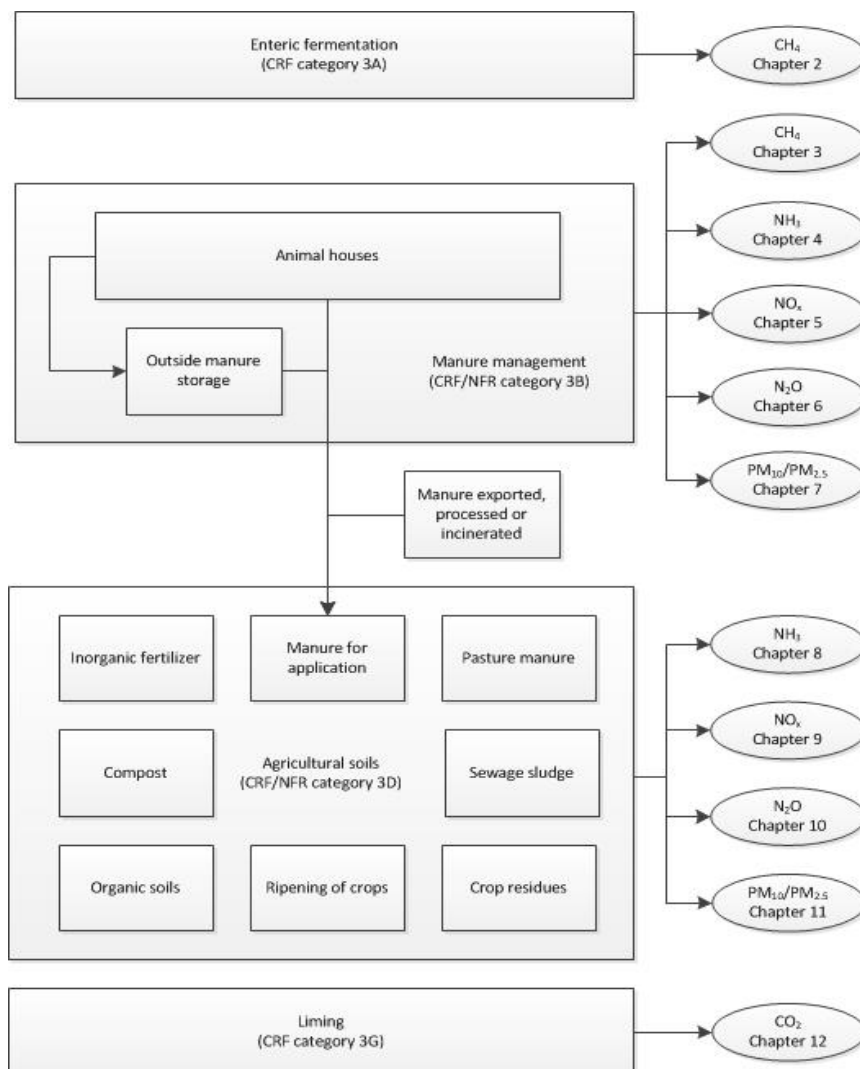 Enteric fermentation
(CRF category 3A)
CH₄
Chapter 2
CH₄
Chapter 3
Animal houses
NH₃
Chapter 4
NOₓ
Chapter 5
Outside manure
storage
Manure management
(CRF/NFR category 3B)
N₂O
Chapter 6
PM₁₀/PM₂.₅
Chapter 7
Manure exported,
processed or
incinerated
Inorganic fertilizer
Manure for
application
Pasture manure
NH₃
Chapter 8
NOₓ
Chapter 9
Compost
Agricultural soils
(CRF/NFR category 3D)
Sewage sludge
N₂O
Chapter 10
Organic soils
Ripening of crops
Crop residues
PM₁₀/PM₂.₅
Chapter 11
Liming
(CRF category 3G)
CO₂
Chapter 12